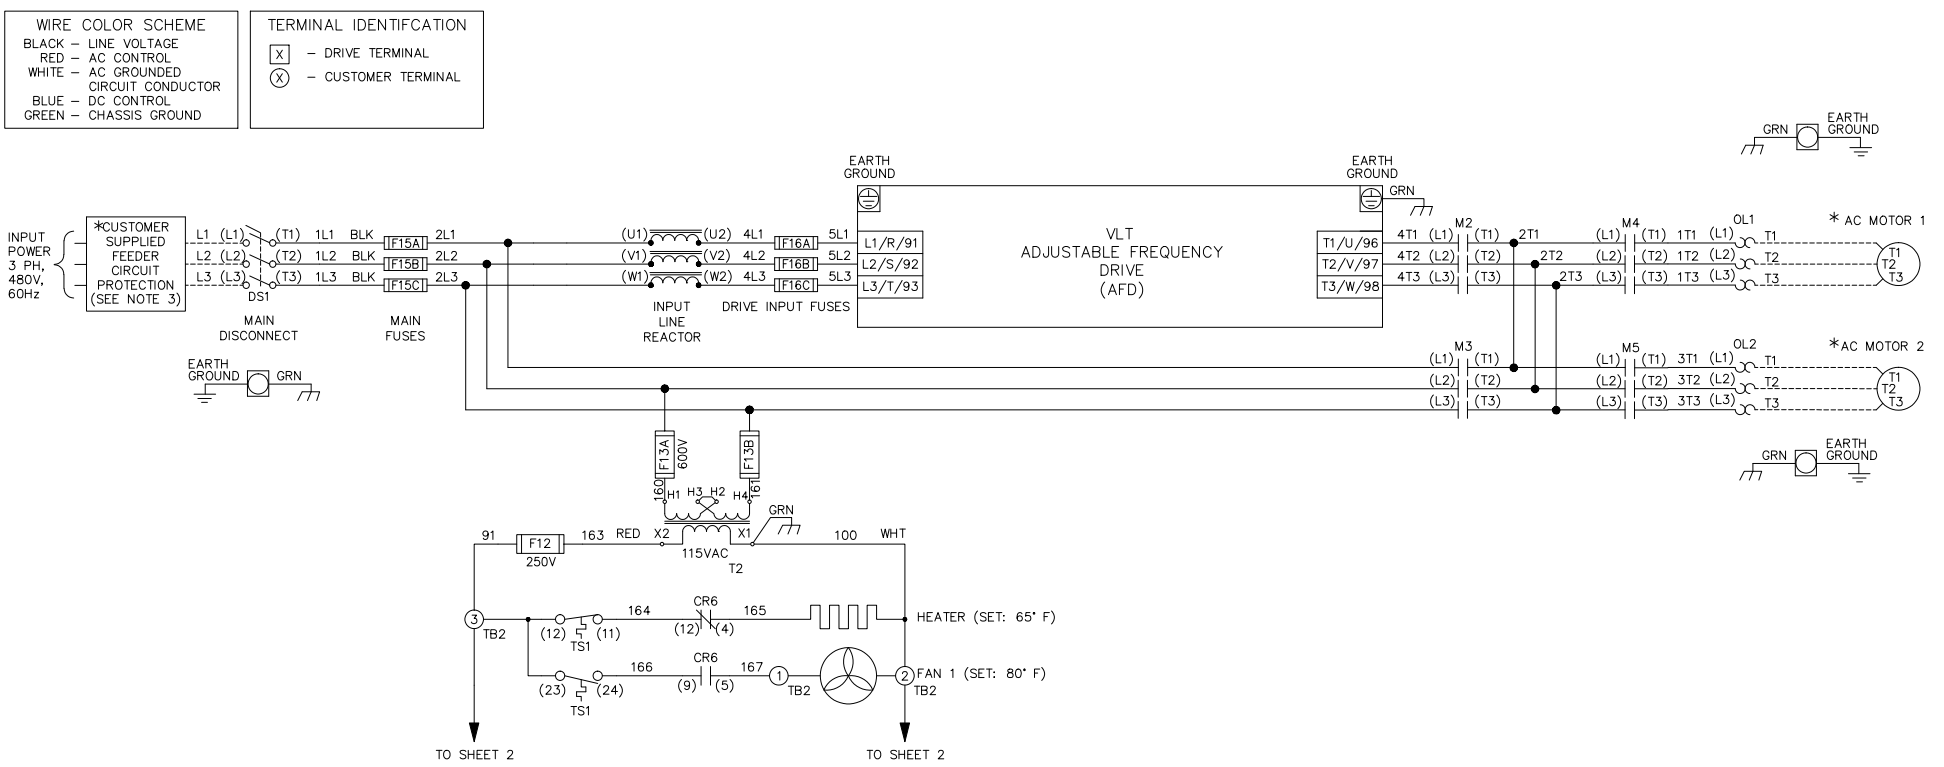 WIRE COLOR SCHEME
BLACK – LINE VOLTAGE
RED – AC CONTROL
WHITE – AC GROUNDED
CIRCUIT CONDUCTOR
BLUE – DC CONTROL
GREEN – CHASSIS GROUND
TERMINAL IDENTIFCATION
X – DRIVE TERMINAL
X – CUSTOMER TERMINAL
INPUT
POWER
3 PH,
480V,
60Hz
*CUSTOMER
SUPPLIED
FEEDER
CIRCUIT
PROTECTION
(SEE NOTE 3)
L1 (L1) (T1) 1L1 BLK F15A 2L1
L2 (L2) (T2) 1L2 BLK F15B 2L2
L3 (L3) (T3) 1L3 BLK F15C 2L3
DS1
MAIN
DISCONNECT
MAIN
FUSES
EARTH
GROUND GRN
(U1) (U2) 4L1 F16A 5L1
(V1) (V2) 4L2 F16B 5L2
(W1) (W2) 4L3 F16C 5L3
INPUT
LINE
REACTOR
DRIVE INPUT FUSES
EARTH
GROUND
L1/R/91
L2/S/92
L3/T/93
VLT
ADJUSTABLE FREQUENCY
DRIVE
(AFD)
EARTH
GROUND
GRN
T1/U/96
T2/V/97
T3/W/98
M2 M4 OL1
4T1 (L1) (T1) 2T1 (L1) (T1) 1T1 (L1) T1
4T2 (L2) (T2) 2T2 (L2) (T2) 1T2 (L2) T2
4T3 (L3) (T3) 2T3 (L3) (T3) 1T3 (L3) T3
* AC MOTOR 1
T1
T2
T3
GRN EARTH
GROUND
M3 M5 OL2
(L1) (T1) (L1) (T1) 3T1 (L1) T1
(L2) (T2) (L2) (T2) 3T2 (L2) T2
(L3) (T3) (L3) (T3) 3T3 (L3) T3
*AC MOTOR 2
T1
T2
T3
GRN EARTH
GROUND
F13A
600V
F13B
160
161
H1 H3 H2 H4
GRN
91 F12 163 RED X2 X1 100 WHT
250V
115VAC
T2
3
TB2
(12) (11) 164 CR6 165 HEATER (SET: 65° F)
TS1
(12) (4)
(23) (24) 166 CR6 167 1 2 FAN 1 (SET: 80° F)
TS1
(9) (5)
TB2 TB2
TO SHEET 2
TO SHEET 2